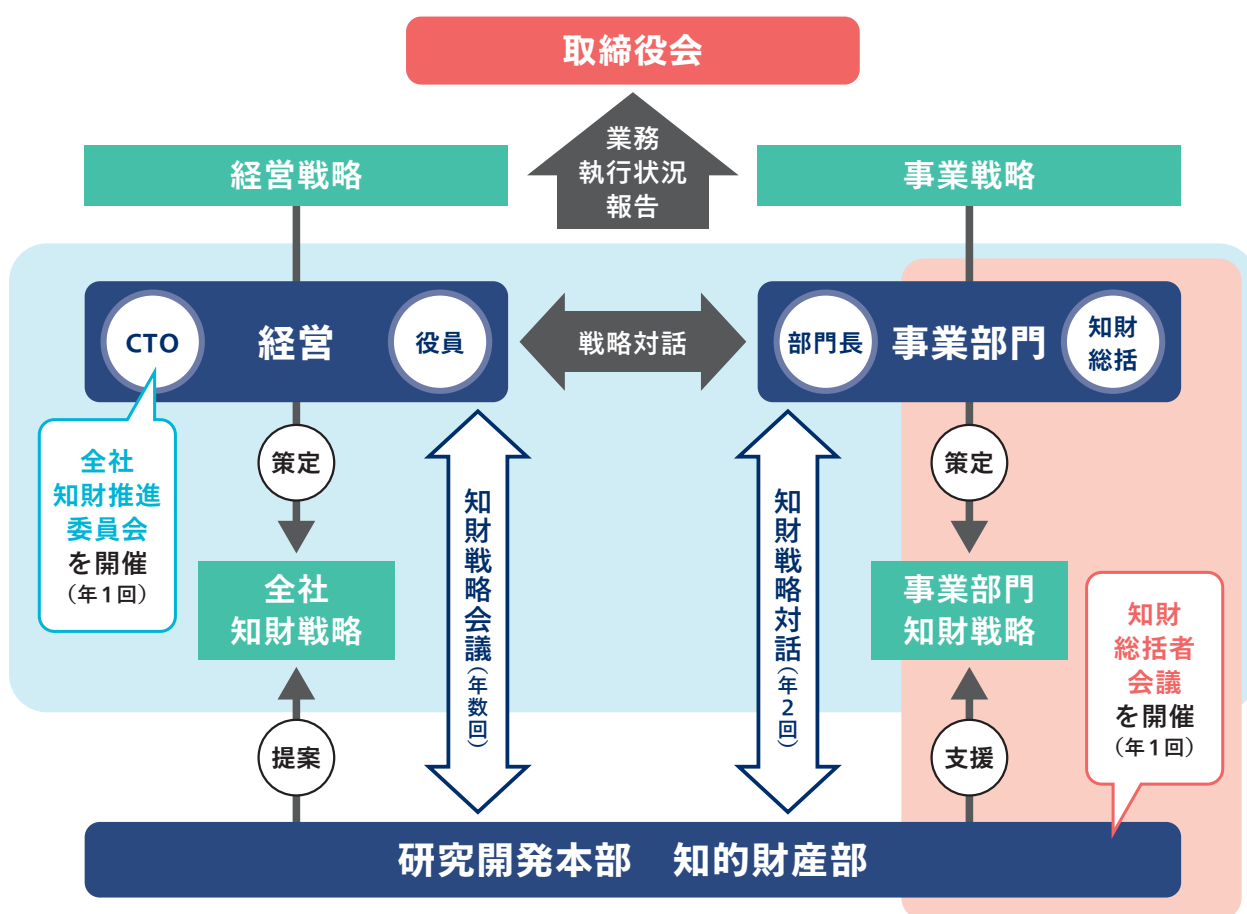 取締役会
業務
執行状況
報告
経営戦略
事業戦略
CTO
経営
役員
戦略対話
部門長
事業部門
知財
総括
全社
知財推進
委員会
を開催
（年1回）
策定
知財戦略会議（年数回）
知財戦略対話（年2回）
策定
全社
知財戦略
事業部門
知財戦略
知財
総括者
会議
を開催
（年1回）
提案
支援
研究開発本部　知的財産部